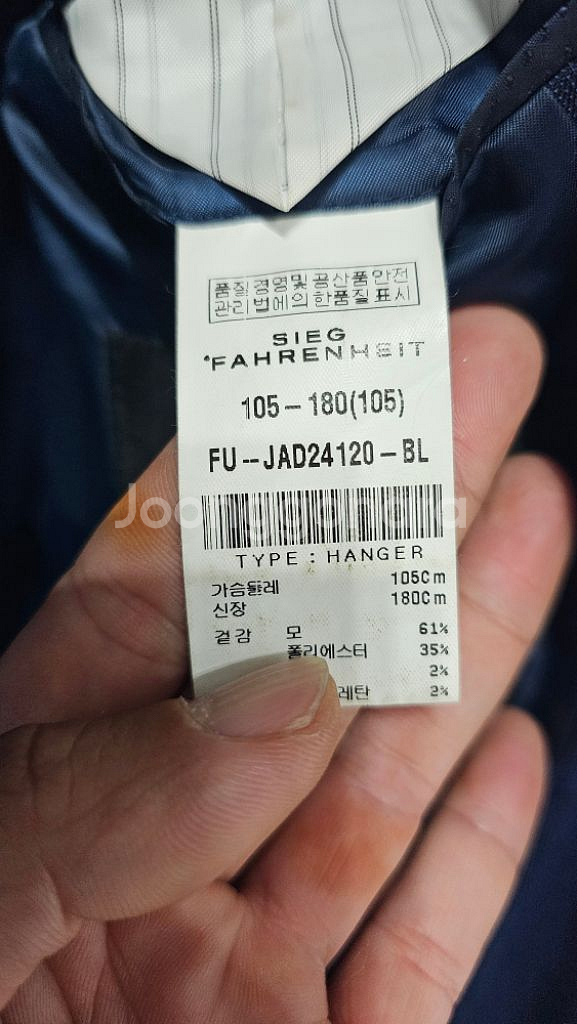 품질경영및공산품안전
관리법에의한품질표시
SIEG
FAHRENHEIT
105-180(105)
FU--JAD24120-BL
Joonggonara
TYPE : HANGER
가슴둘레 105Cm
신장 180Cm
겉감 모 61%
폴리에스터 35%
2%
레탄 2%